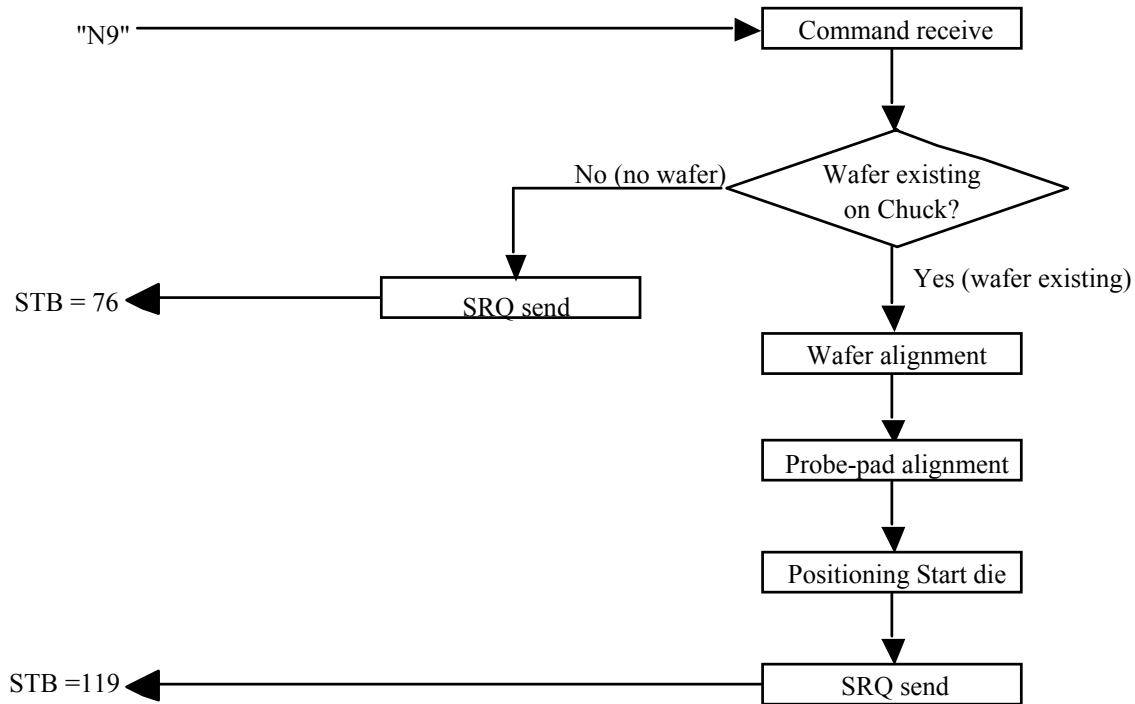 "N9"
Command receive
No (no wafer)
Wafer existing
on Chuck?
Yes (wafer existing)
STB = 76
SRQ send
Wafer alignment
Probe-pad alignment
Positioning Start die
STB =119
SRQ send